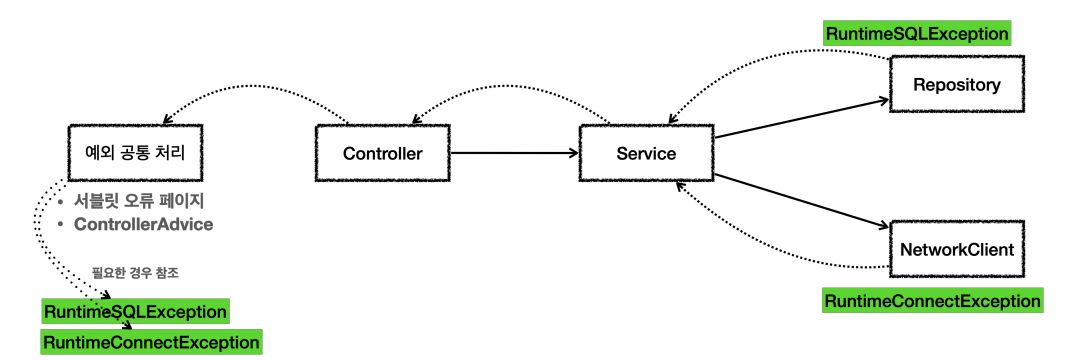 RuntimeSQLException
Repository
예외 공통 처리
Controller
Service
• 서블릿 오류 페이지
• ControllerAdvice
NetworkClient
필요한 경우 참조
RuntimeConnectException
RuntimeSQLException
RuntimeConnectException